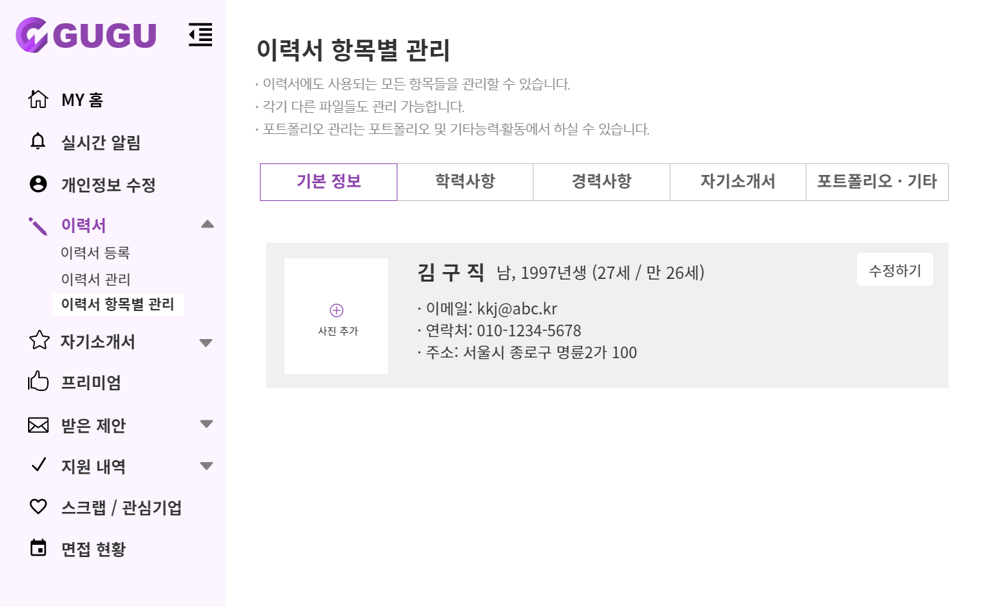 GUGU
MY 홈
실시간 알림
개인정보 수정
이력서
이력서 등록
이력서 관리
이력서 항목별 관리
자기소개서
프리미엄
받은 제안
지원 내역
스크랩 / 관심기업
면접 현황
이력서 항목별 관리
· 이력서에도 사용되는 모든 항목들을 관리할 수 있습니다.
· 각기 다른 파일들도 관리 가능합니다.
· 포트폴리오 관리는 포트폴리오 및 기타능력·활동에서 하실 수 있습니다.
기본 정보
학력사항
경력사항
자기소개서
포트폴리오 · 기타
사진 추가
김 구 직 남, 1997년생 (27세 / 만 26세)
· 이메일: kkj@abc.kr
· 연락처: 010-1234-5678
· 주소: 서울시 종로구 명륜2가 100
수정하기